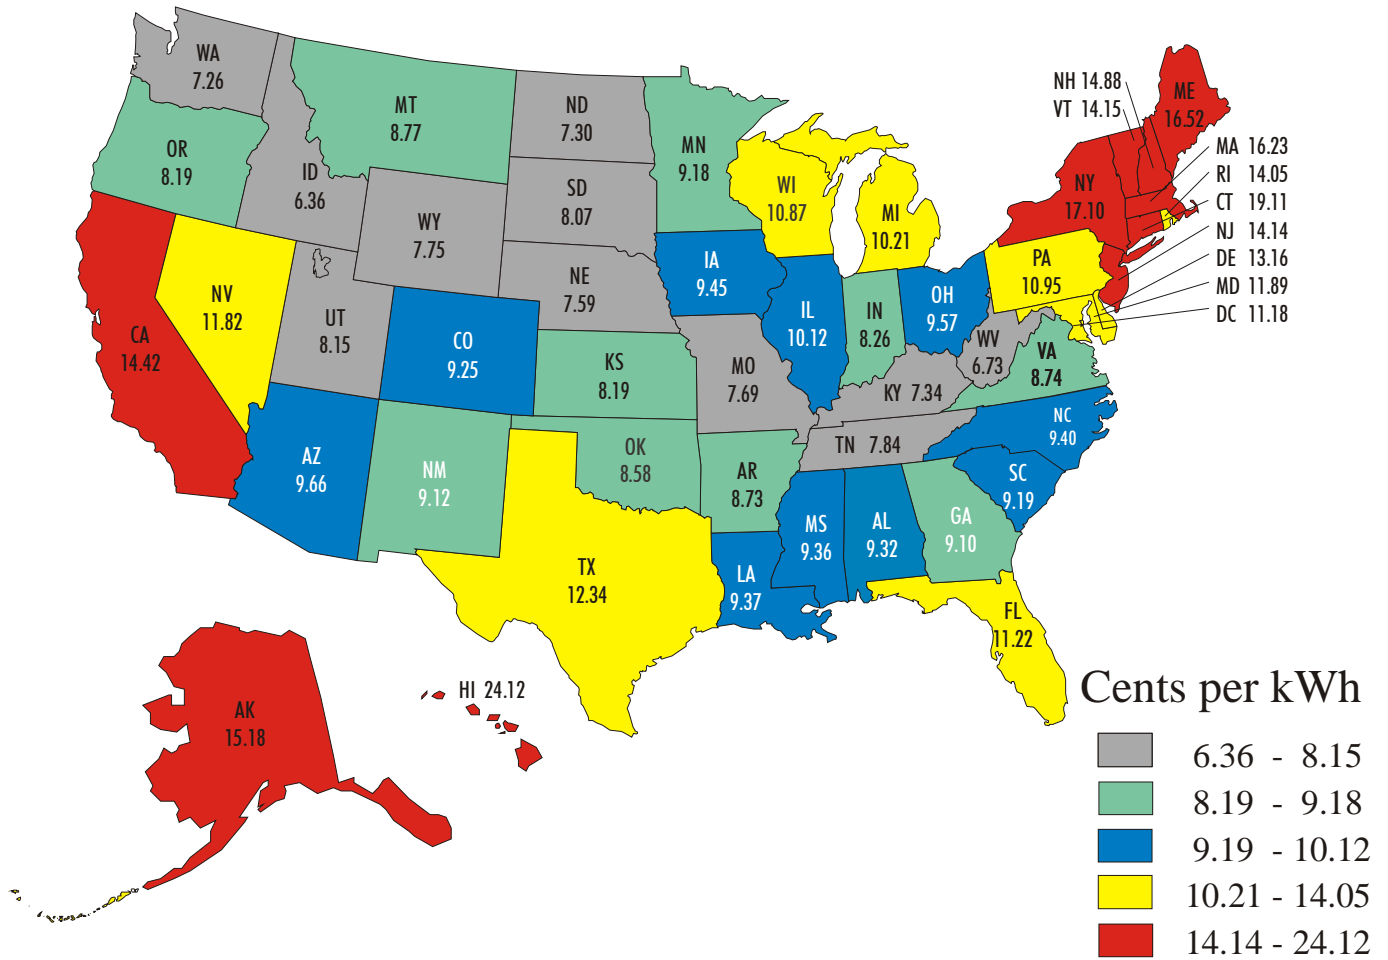 WA
7.26
MT
8.77
ND
7.30
MN
9.18
NH 14.88
VT 14.15
ME
16.52
OR
8.19
ID
6.36
SD
8.07
WI
10.87
MI
10.21
NY
17.10
MA 16.23
RI 14.05
CT 19.11
NJ 14.14
DE 13.16
MD 11.89
DC 11.18
WY
7.75
NE
7.59
IA
9.45
PA
10.95
NV
11.82
UT
8.15
CO
9.25
IL
10.12
IN
8.26
OH
9.57
WV
6.73
VA
8.74
CA
14.42
KS
8.19
MO
7.69
KY 7.34
NC
9.40
TN 7.84
AZ
9.66
NM
9.12
OK
8.58
AR
8.73
SC
9.19
MS
9.36
AL
9.32
GA
9.10
TX
12.34
LA
9.37
FL
11.22
AK
15.18
HI 24.12
Cents per kWh
6.36 - 8.15
8.19 - 9.18
9.19 - 10.12
10.21 - 14.05
14.14 - 24.12